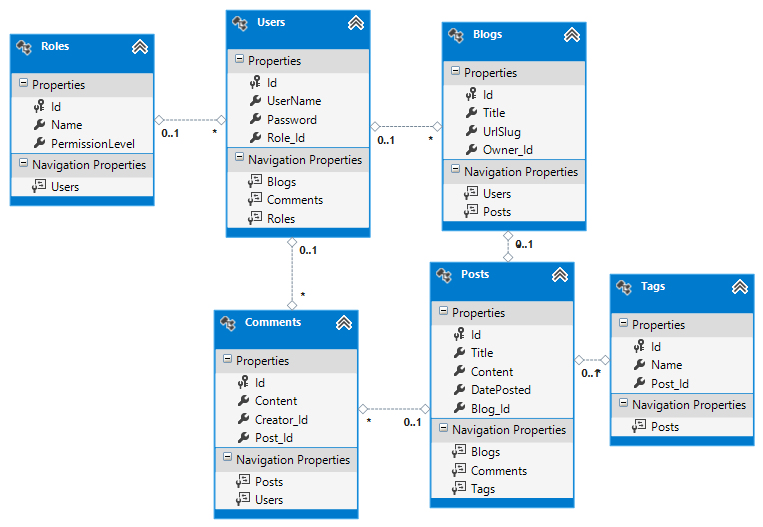 Roles
Properties
Id
Name
PermissionLevel
Navigation Properties
Users
0..1
*
Users
Properties
Id
UserName
Password
Role_Id
Navigation Properties
Blogs
Comments
Roles
0..1
*
Blogs
Properties
Id
Title
UrlSlug
Owner_Id
Navigation Properties
Users
Posts
0..1
*
0..1
*
Comments
Properties
Id
Content
Creator_Id
Post_Id
Navigation Properties
Posts
Users
*
0..1
Posts
Properties
Id
Title
Content
DatePosted
Blog_Id
Navigation Properties
Blogs
Comments
Tags
0..1
*
Tags
Properties
Id
Name
Post_Id
Navigation Properties
Posts